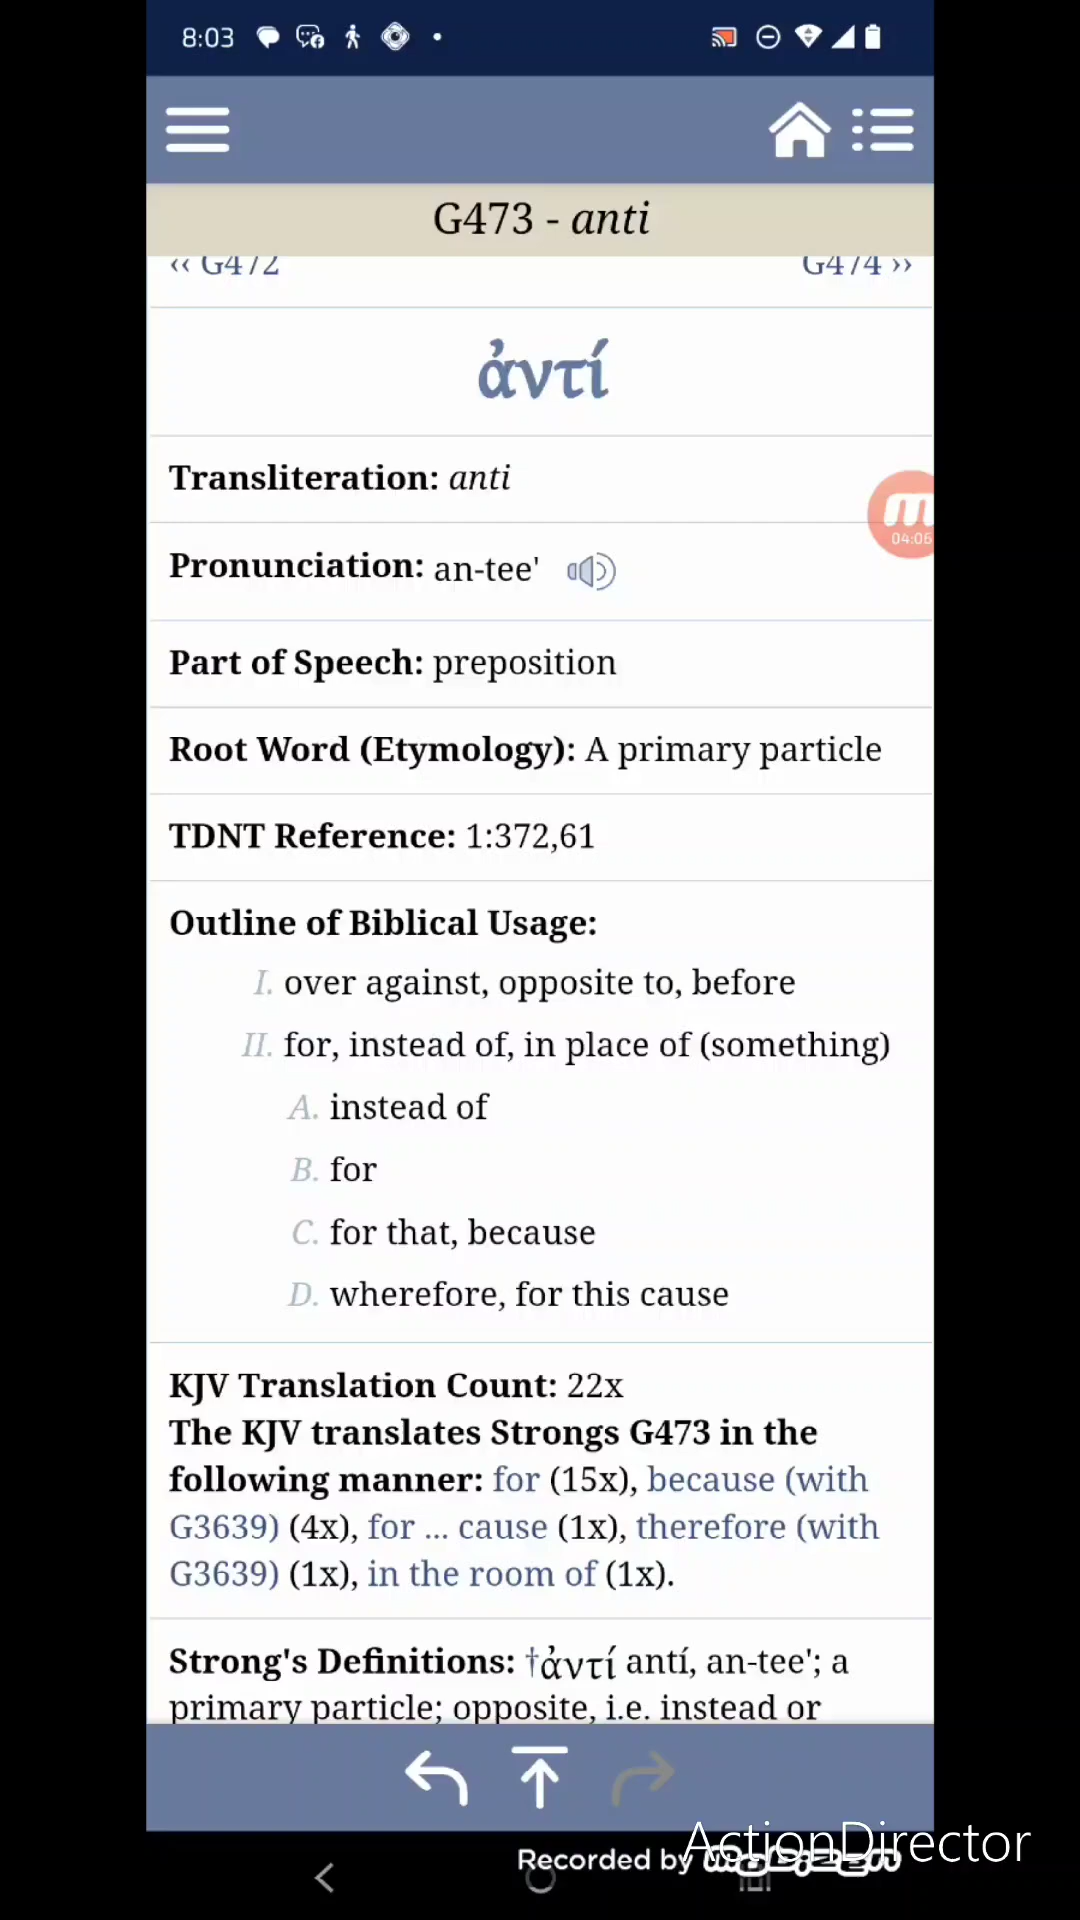 8:03
G473 - anti
‹‹ G472
G474 ››
ἀντί
Transliteration: anti
04:06
Pronunciation: an-tee'
Part of Speech: preposition
Root Word (Etymology): A primary particle
TDNT Reference: 1:372,61
Outline of Biblical Usage:
I. over against, opposite to, before
II. for, instead of, in place of (something)
A. instead of
B. for
C. for that, because
D. wherefore, for this cause
KJV Translation Count: 22x
The KJV translates Strongs G473 in the
following manner: for (15x), because (with
G3639) (4x), for ... cause (1x), therefore (with
G3639) (1x), in the room of (1x).
Strong's Definitions: †ἀντί antí, an-tee'; a
primary particle; opposite, i.e. instead or
ActionDirector
Recorded by